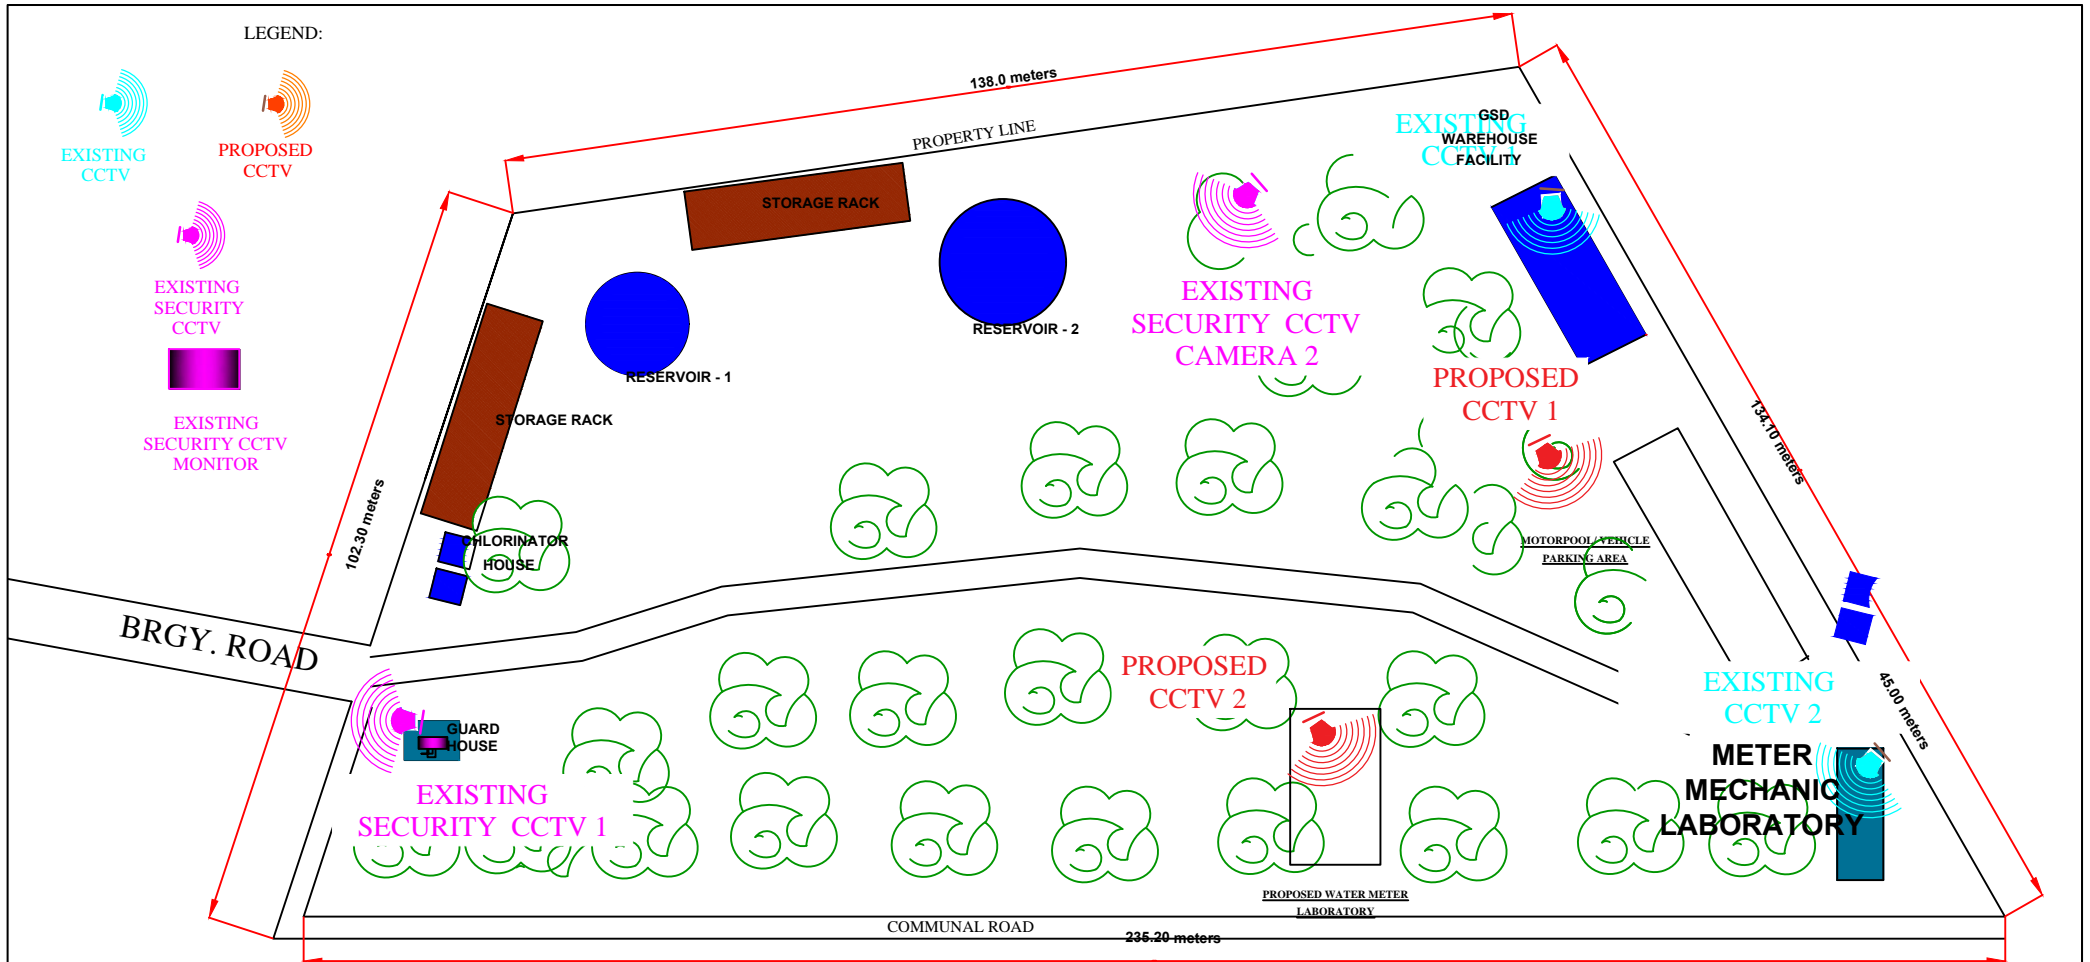 LEGEND:
EXISTING
CCTV
PROPOSED
CCTV
EXISTING
SECURITY
CCTV
EXISTING
SECURITY CCTV
MONITOR
138.0 meters
PROPERTY LINE
EXISTING
CCTV 1
GSD
WAREHOUSE
FACILITY
STORAGE RACK
RESERVOIR - 2
RESERVOIR - 1
EXISTING
SECURITY CCTV
CAMERA 2
PROPOSED
CCTV 1
STORAGE RACK
134.10 meters
102.30 meters
CHLORINATOR
HOUSE
MOTORPOOL/ VEHICLE
PARKING AREA
BRGY. ROAD
PROPOSED
CCTV 2
EXISTING
CCTV 2
45.00 meters
GUARD
HOUSE
METER
MECHANIC
LABORATORY
EXISTING
SECURITY CCTV 1
PROPOSED WATER METER
LABORATORY
COMMUNAL ROAD
235.20 meters